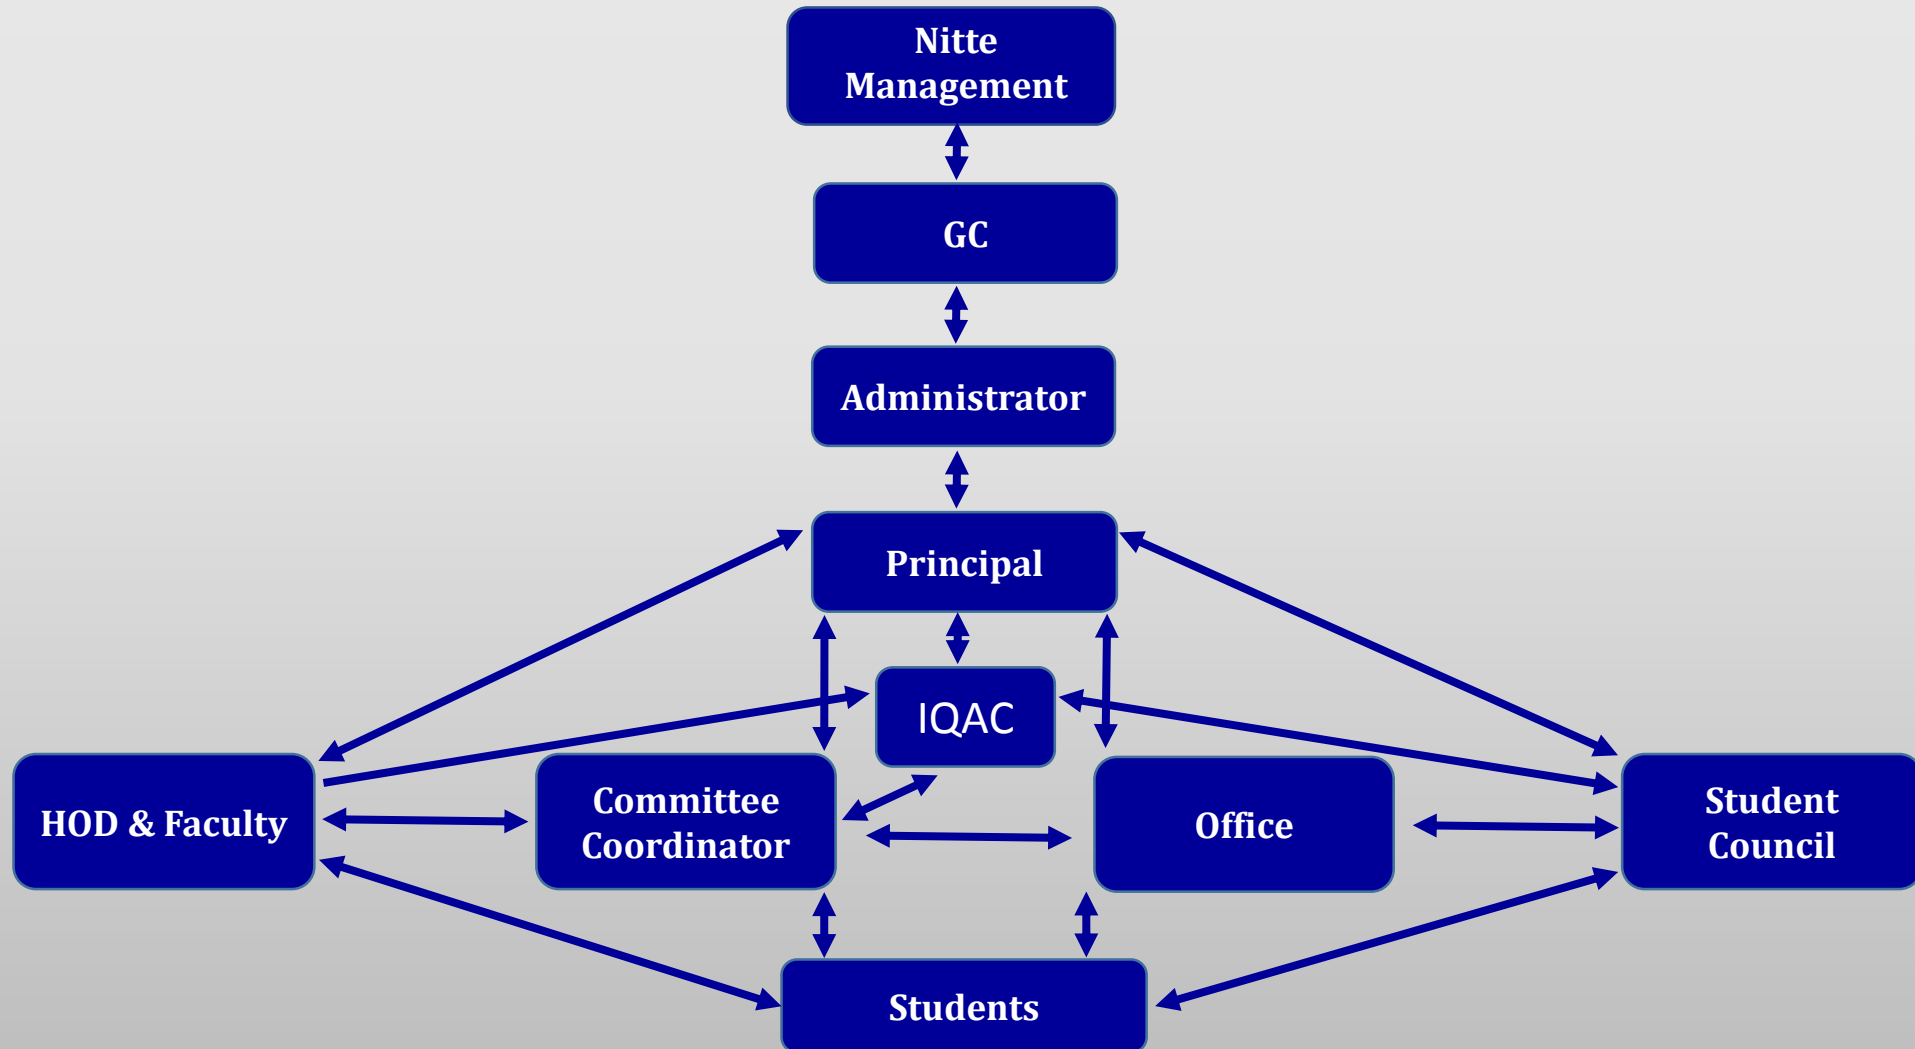 Nitte
Management
GC
Administrator
Principal
IQAC
HOD & Faculty
Committee
Coordinator
Office
Student
Council
Students